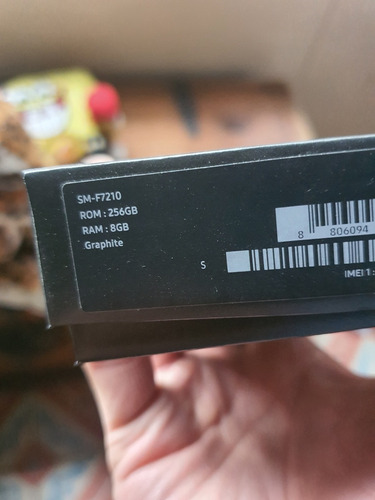 SM-F7210
ROM : 256GB
RAM : 8GB
Graphite
8 806094
S
IMEI 1 :